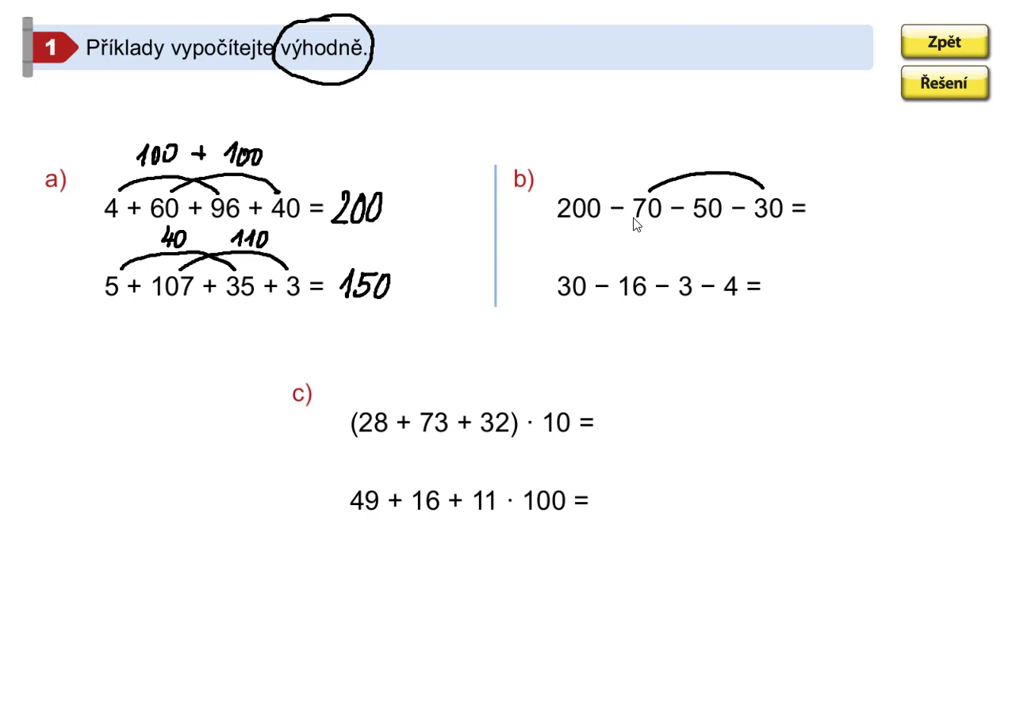 1 Příklady vypočítejte výhodně.
Zpět
Řešení
a)
100 + 100
4 + 60 + 96 + 40 = 200
40 110
5 + 107 + 35 + 3 = 150
b)
200 − 70 − 50 − 30 =
30 − 16 − 3 − 4 =
c)
(28 + 73 + 32) · 10 =
49 + 16 + 11 · 100 =